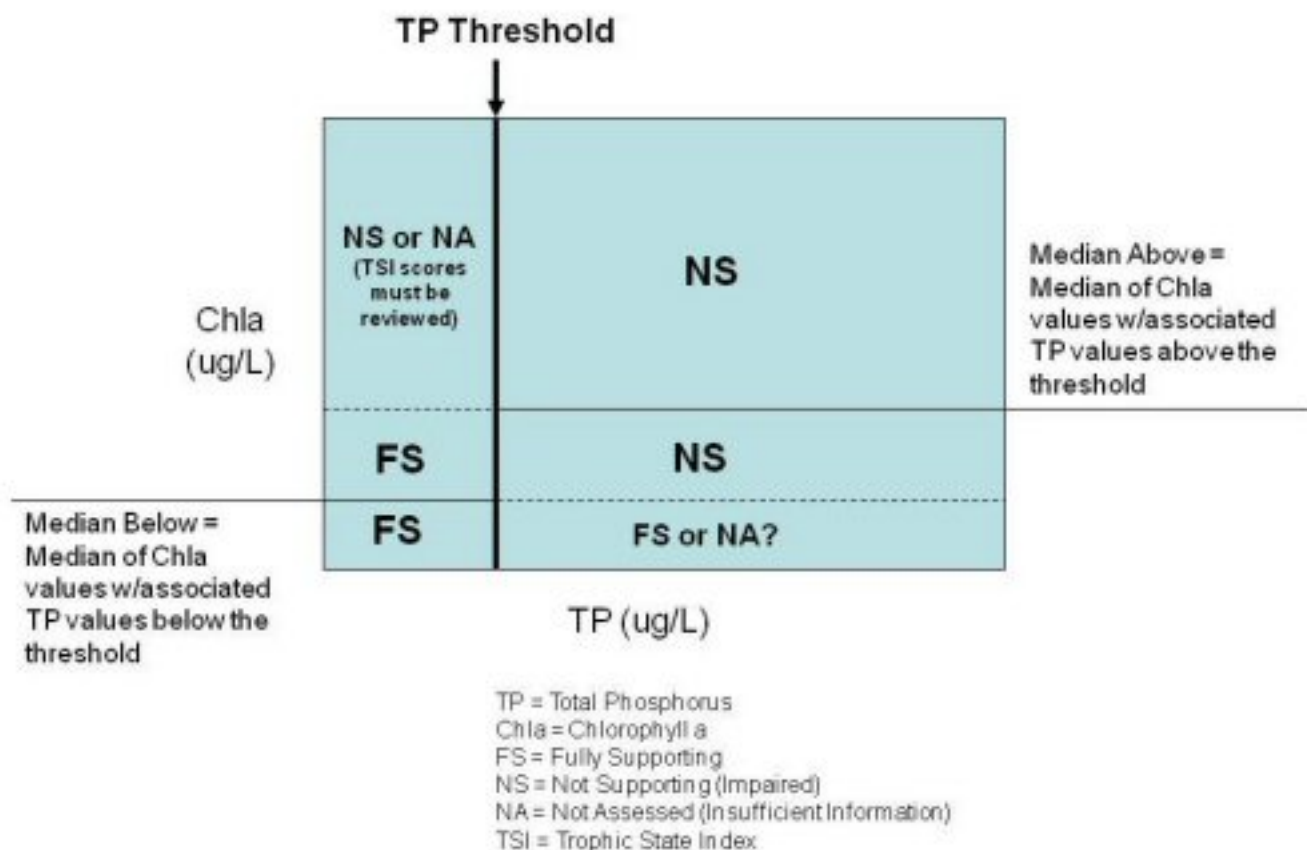 TP Threshold
NS or NA
(TSI scores
must be
reviewed)
NS
Median Above =
Median of Chla
values w/associated
TP values above the
threshold
Chla
(ug/L)
FS
NS
Median Below =
Median of Chla
values w/associated
TP values below the
threshold
FS
FS or NA?
TP (ug/L)
TP = Total Phosphorus
Chla = Chlorophyll a
FS = Fully Supporting
NS = Not Supporting (Impaired)
NA = Not Assessed (Insufficient Information)
TSI = Trophic State Index